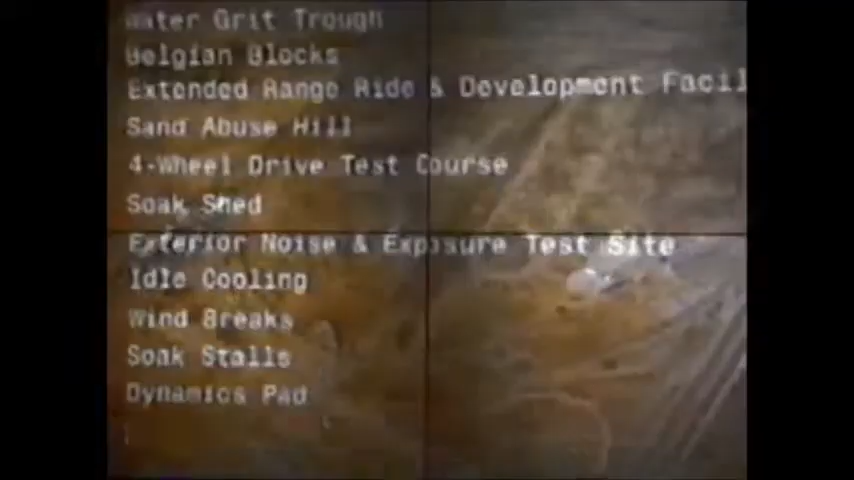 Water Grit Trough
Belgian Blocks
Extended Range Ride & Development Facil
Sand Abuse Hill
4-Wheel Drive Test Course
Soak Shed
Exterior Noise & Exposure Test Site
Idle Cooling
Wind Breaks
Soak Stalls
Dynamics Pad